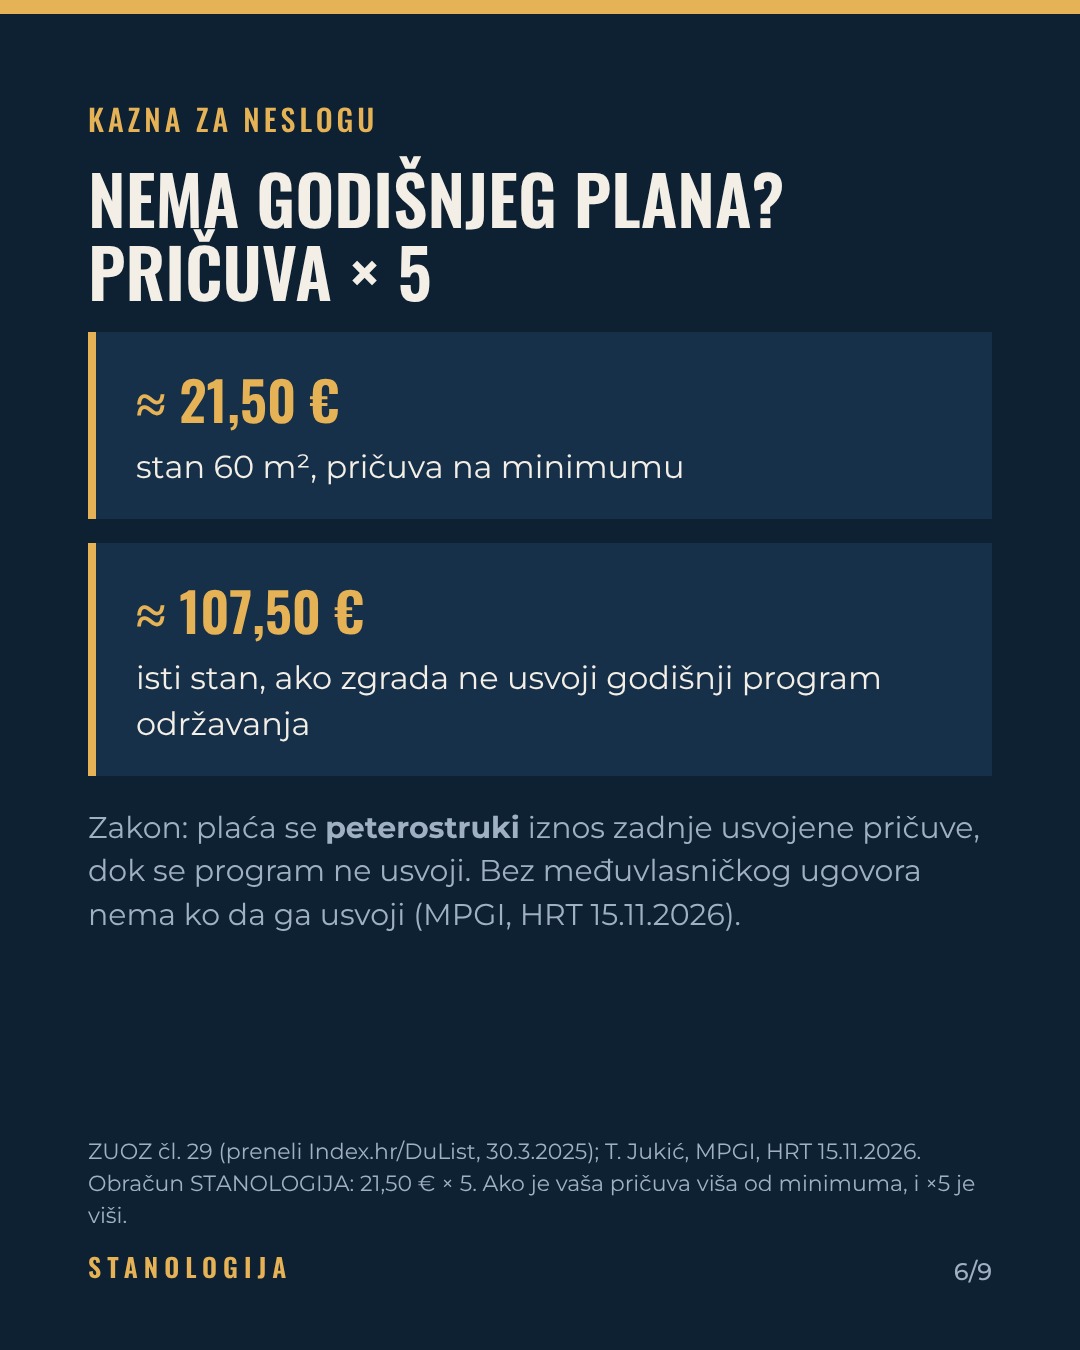 KAZNA ZA NESLOGU
NEMA GODIŠNJEG PLANA?
PRIČUVA × 5
≈ 21,50 €
stan 60 m², pričuva na minimumu
≈ 107,50 €
isti stan, ako zgrada ne usvoji godišnji program
održavanja
Zakon: plaća se peterostruki iznos zadnje usvojene pričuve,
dok se program ne usvoji. Bez međuvlasničkog ugovora
nema ko da ga usvoji (MPGI, HRT 15.11.2026).
ZUOZ čl. 29 (preneli Index.hr/DuList, 30.3.2025); T. Jukić, MPGI, HRT 15.11.2026.
Obračun STANOLOGIJA: 21,50 € × 5. Ako je vaša pričuva viša od minimuma, i ×5 je
viši.
STANOLOGIJA
6/9